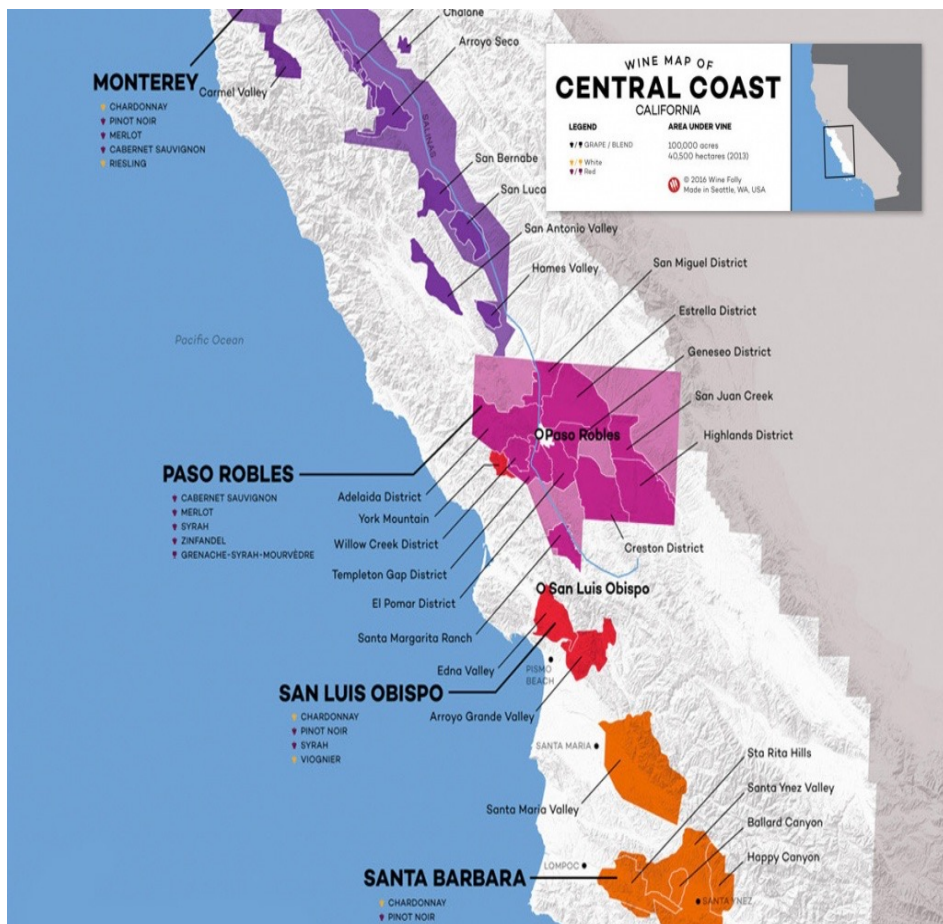 Chalone
Arroyo Seco
MONTEREY
Carmel Valley
CHARDONNAY
PINOT NOIR
MERLOT
CABERNET SAUVIGNON
RIESLING
SALINAS
San Bernabe
San Luca
San Antonio Valley
Hames Valley
WINE MAP OF
CENTRAL COAST
CALIFORNIA
LEGEND
GRAPE / BLEND
White
Red
AREA UNDER VINE
100,000 acres
40,500 hectares (2013)
© 2016 Wine Folly
Made in Seattle, WA, USA
Pacific Ocean
San Miguel District
Estrella District
Geneseo District
San Juan Creek
Highlands District
Paso Robles
PASO ROBLES
CABERNET SAUVIGNON
MERLOT
SYRAH
ZINFANDEL
GRENACHE-SYRAH-MOURVÈDRE
Adelaida District
York Mountain
Willow Creek District
Templeton Gap District
El Pomar District
Santa Margarita Ranch
Creston District
San Luis Obispo
Edna Valley
PISMO
BEACH
SAN LUIS OBISPO
CHARDONNAY
PINOT NOIR
SYRAH
VIOGNIER
Arroyo Grande Valley
SANTA MARIA
Santa Maria Valley
Sta Rita Hills
Santa Ynez Valley
Ballard Canyon
Happy Canyon
LOMPOC
SANTA YNEZ
SANTA BARBARA
CHARDONNAY
PINOT NOIR